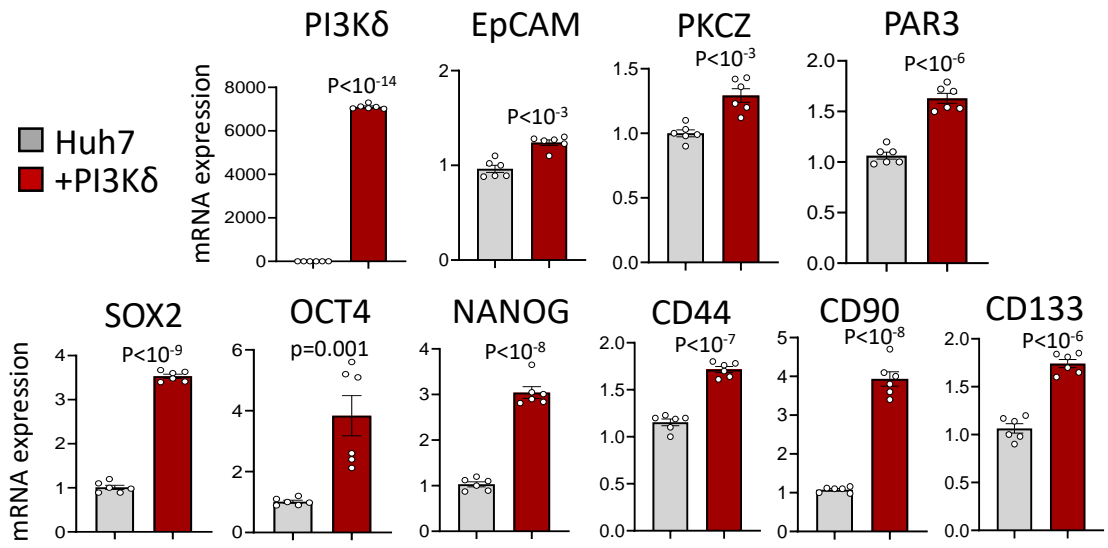 PI3Kδ
EpCAM
PKCZ
PAR3
Huh7
+PI3Kδ
mRNA expression
P<10-14
8000
6000
4000
2000
0
P<10-3
2
1
0
P<10-3
1.5
1.0
0.5
0.0
P<10-6
2.0
1.5
1.0
0.5
0.0
SOX2
OCT4
NANOG
CD44
CD90
CD133
mRNA expression
P<10-9
4
3
2
1
0
p=0.001
6
4
2
0
P<10-8
4
3
2
1
0
P<10-7
2.0
1.5
1.0
0.5
0.0
P<10-8
5
4
3
2
1
0
P<10-6
2.0
1.5
1.0
0.5
0.0